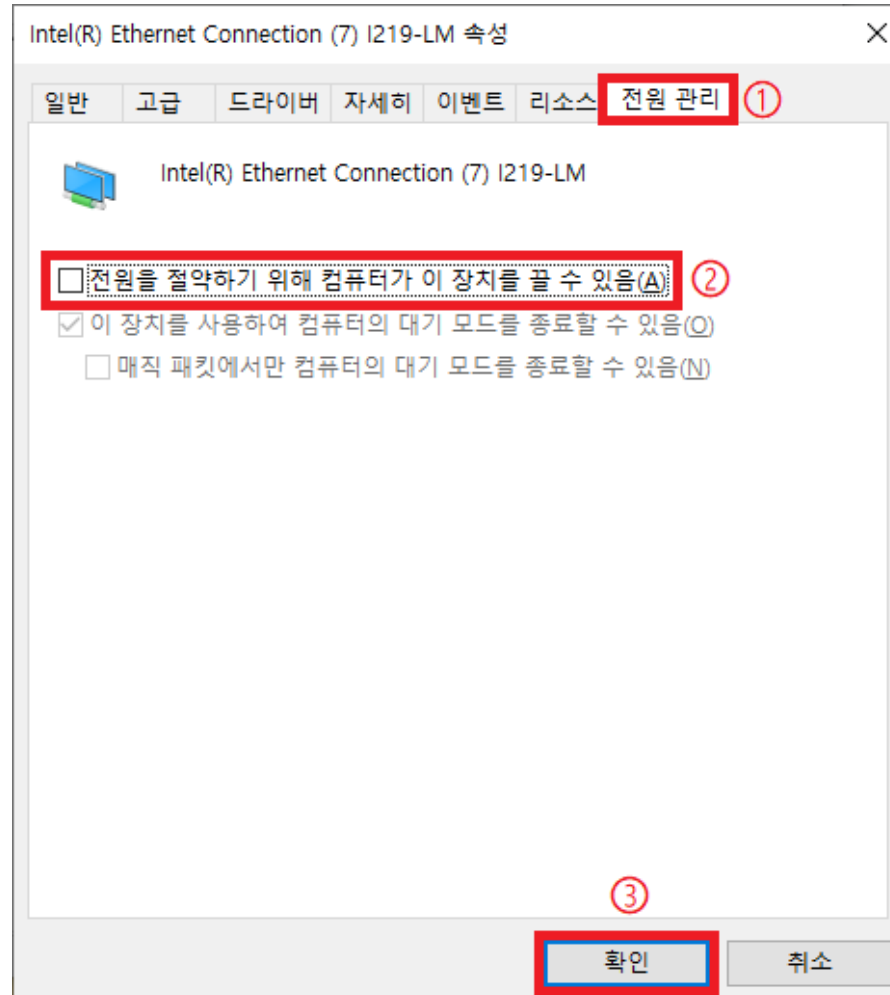 Intel(R) Ethernet Connection (7) I219-LM 속성
일반 고급 드라이버 자세히 이벤트 리소스 전원 관리 ①
Intel(R) Ethernet Connection (7) I219-LM
전원을 절약하기 위해 컴퓨터가 이 장치를 끌 수 있음(A) ②
이 장치를 사용하여 컴퓨터의 대기 모드를 종료할 수 있음(O)
매직 패킷에서만 컴퓨터의 대기 모드를 종료할 수 있음(N)
③
확인 취소